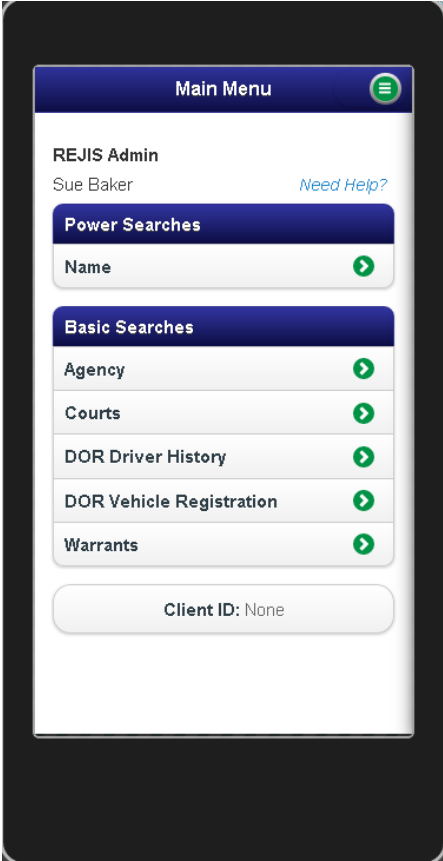 Main Menu
REJIS Admin
Sue Baker Need Help?
Power Searches
Name
Basic Searches
Agency
Courts
DOR Driver History
DOR Vehicle Registration
Warrants
Client ID: None